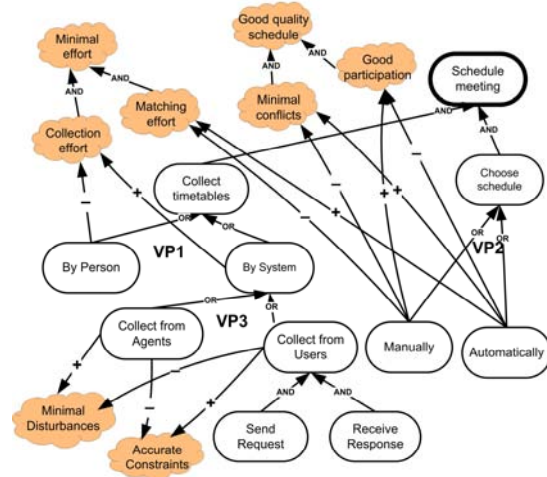 Minimal
effort
Good quality
schedule
Good
participation
Schedule
meeting
AND
AND
AND
AND
Matching
effort
Minimal
conflicts
Collection
effort
AND
AND
Choose
schedule
Collect
timetables
−
+
−
−
+
+
+
−
OR
OR
OR
OR
VP1
VP2
By Person
By System
OR
VP3
OR
Collect from
Agents
Collect from
Users
Manually
Automatically
+
−
−
+
AND
AND
Minimal
Disturbances
Send
Request
Receive
Response
Accurate
Constraints